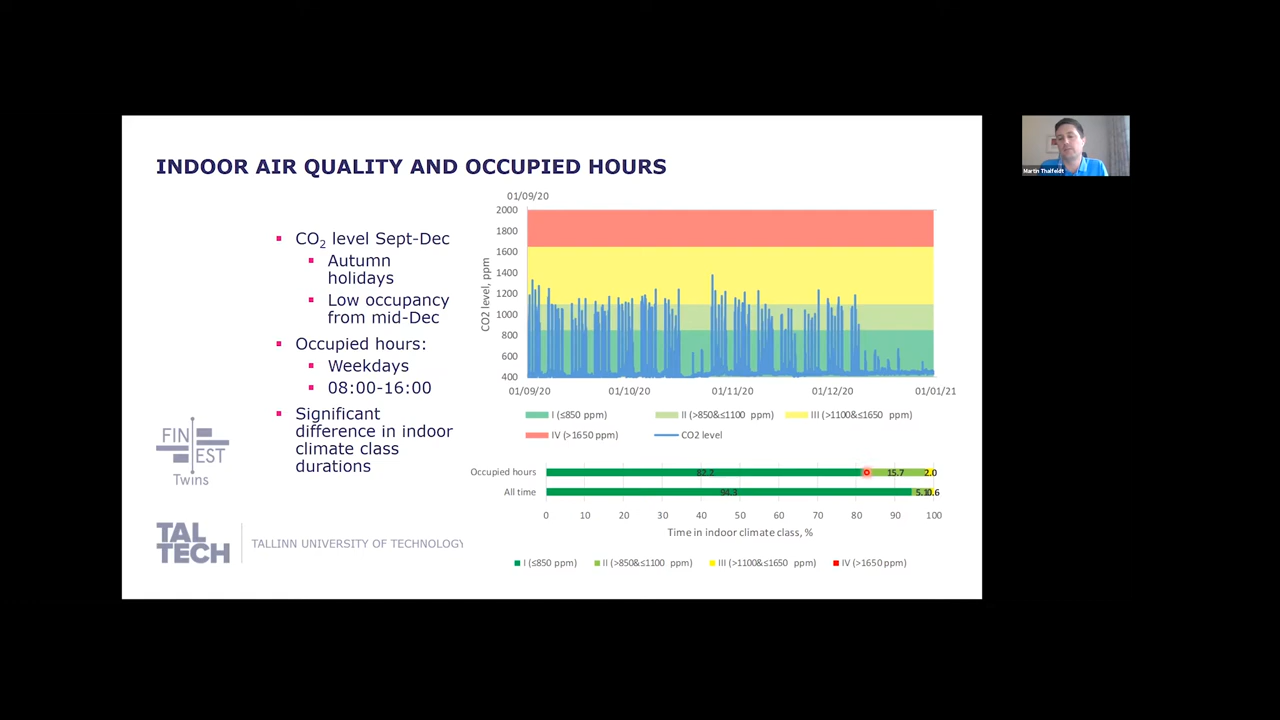 INDOOR AIR QUALITY AND OCCUPIED HOURS
CO2 level Sept-Dec
Autumn
holidays
Low occupancy
from mid-Dec
Occupied hours:
Weekdays
08:00-16:00
Significant
difference in indoor
climate class
durations
FIN
EST
Twins
TAL
TECH
TALLINN UNIVERSITY OF TECHNOLOGY
01/09/20
2000
1800
1600
1400
1200
1000
800
600
400
CO2 level, ppm
01/09/20 01/10/20 01/11/20 01/12/20 01/01/21
I (≤850 ppm) II (>850&≤1100 ppm) III (>1100&≤1650 ppm)
IV (>1650 ppm) CO2 level
Occupied hours 82.2 15.7 2.0
All time 94.3 0.6
0 10 20 30 40 50 60 70 80 90 100
Time in indoor climate class, %
I (≤850 ppm) II (>850&≤1100 ppm) III (>1100&≤1650 ppm) IV (>1650 ppm)
Martin Thalfeldt